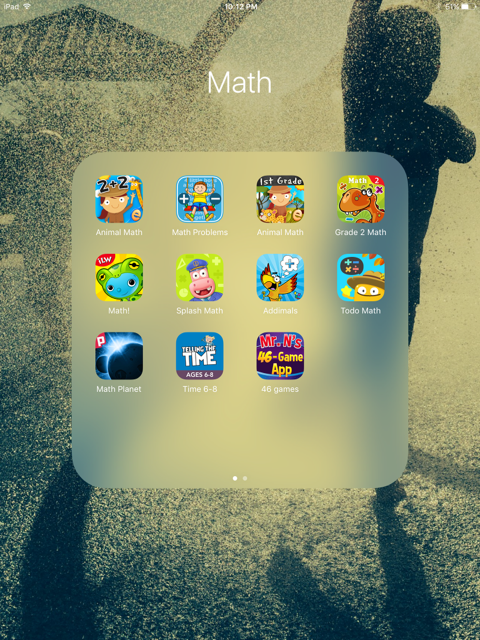 iPad 10:12 PM 51%
Math
2+2
1st Grade
Math 2
Animal Math Math Problems Animal Math Grade 2 Math
ILW
Math! Splash Math Addimals Todo Math
TELLING THE
TIME
AGES 6-8
Mr. N's
46-Game
App
Math Planet Time 6-8 46 games